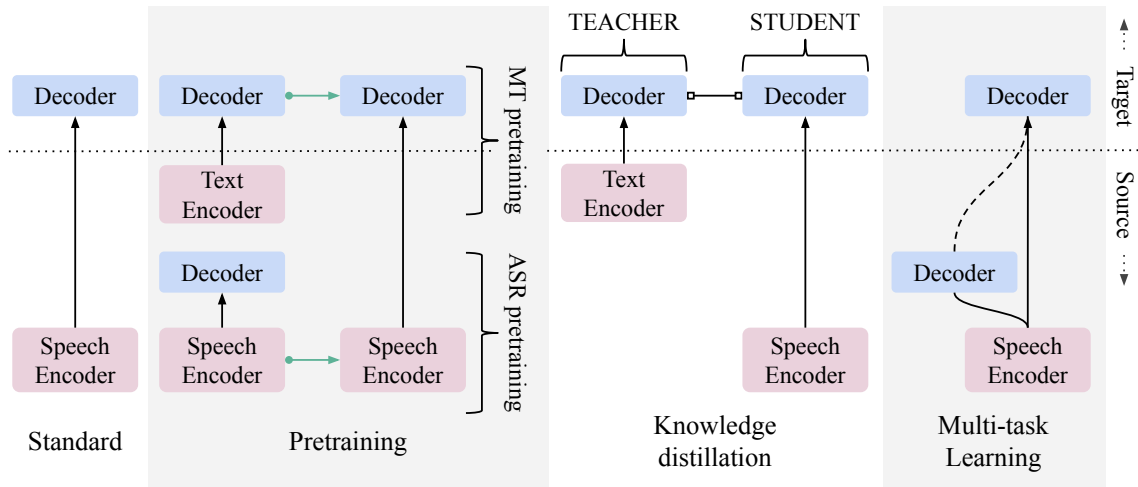 TEACHER
STUDENT
Decoder
Decoder
Decoder
Decoder
Decoder
Decoder
Target
MT pretraining
Text
Encoder
Text
Encoder
Source
Decoder
Decoder
ASR pretraining
Speech
Encoder
Speech
Encoder
Speech
Encoder
Speech
Encoder
Speech
Encoder
Standard
Pretraining
Knowledge
distillation
Multi-task
Learning